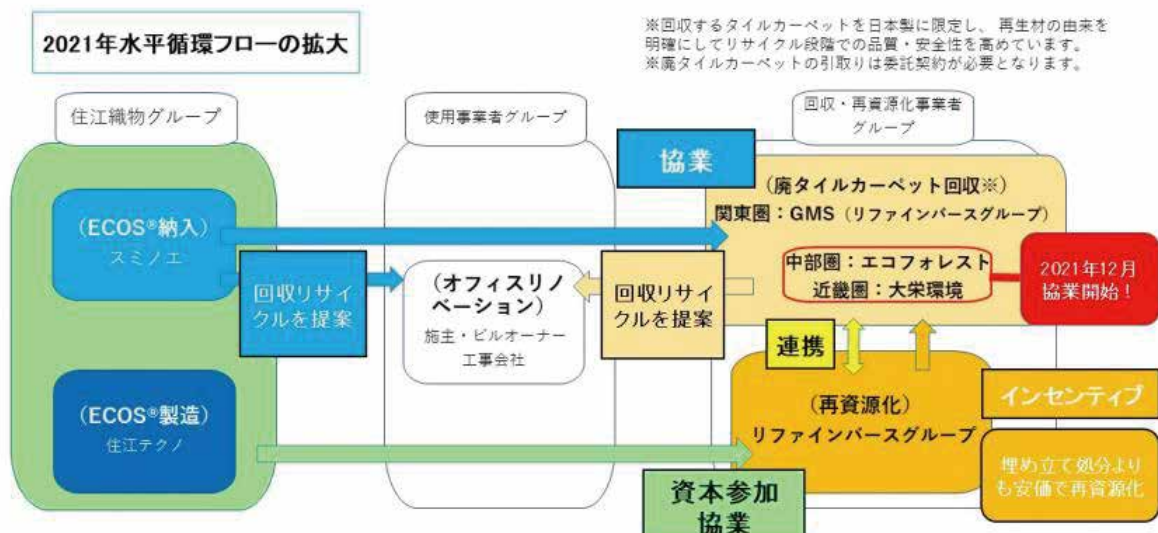 2021年水平循環フローの拡大
※回収するタイルカーペットを日本製に限定し、再生材の由来を
明確にしてリサイクル段階での品質・安全性を高めています。
※廃タイルカーペットの引取りは委託契約が必要となります。
住江織物グループ
使用事業者グループ
回収・再資源化事業者
グループ
協業
（廃タイルカーペット回収※）
関東圏：GMS（リファインバースグループ）
（ECOS®納入）
スミノエ
中部圏：エコフォレスト
近畿圏：大栄環境
2021年12月
協業開始！
回収リサイ
クルを提案
（オフィスリノ
ベーション）
施主・ビルオーナー
工事会社
回収リサイ
クルを提案
連携
（ECOS®製造）
住江テクノ
（再資源化）
リファインバースグループ
インセンティブ
埋め立て処分より
も安価で再資源化
資本参加
協業